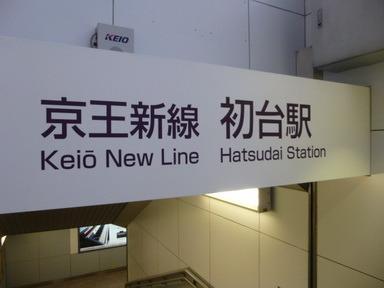 KEIO
京王新線 初台駅
Keiō New Line Hatsudai Station